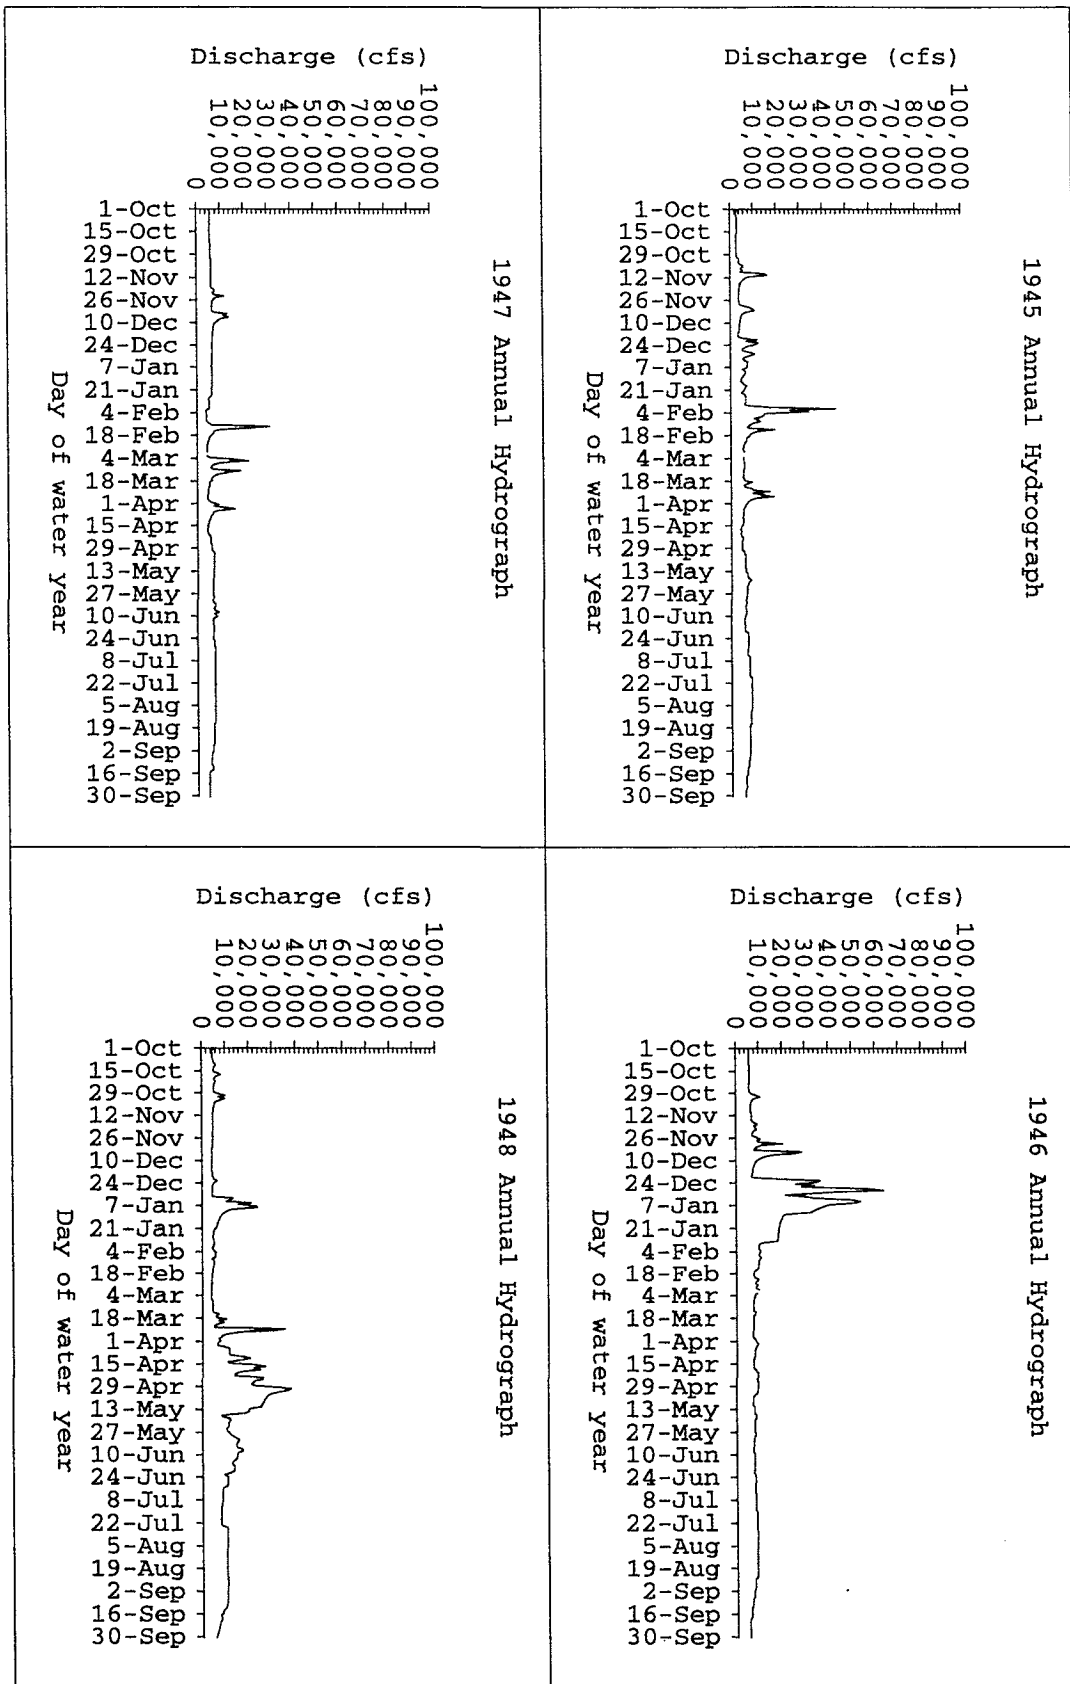 1945 Annual Hydrograph
Discharge (cfs)
100,000
90,000
80,000
70,000
60,000
50,000
40,000
30,000
20,000
10,000
0
1-Oct
15-Oct
29-Oct
12-Nov
26-Nov
10-Dec
24-Dec
7-Jan
21-Jan
4-Feb
18-Feb
4-Mar
18-Mar
1-Apr
15-Apr
29-Apr
13-May
27-May
10-Jun
24-Jun
8-Jul
22-Jul
5-Aug
19-Aug
2-Sep
16-Sep
30-Sep
Day of water year
1946 Annual Hydrograph
Discharge (cfs)
100,000
90,000
80,000
70,000
60,000
50,000
40,000
30,000
20,000
10,000
0
1-Oct
15-Oct
29-Oct
12-Nov
26-Nov
10-Dec
24-Dec
7-Jan
21-Jan
4-Feb
18-Feb
4-Mar
18-Mar
1-Apr
15-Apr
29-Apr
13-May
27-May
10-Jun
24-Jun
8-Jul
22-Jul
5-Aug
19-Aug
2-Sep
16-Sep
30-Sep
Day of water year
1947 Annual Hydrograph
Discharge (cfs)
100,000
90,000
80,000
70,000
60,000
50,000
40,000
30,000
20,000
10,000
0
1-Oct
15-Oct
29-Oct
12-Nov
26-Nov
10-Dec
24-Dec
7-Jan
21-Jan
4-Feb
18-Feb
4-Mar
18-Mar
1-Apr
15-Apr
29-Apr
13-May
27-May
10-Jun
24-Jun
8-Jul
22-Jul
5-Aug
19-Aug
2-Sep
16-Sep
30-Sep
Day of water year
1948 Annual Hydrograph
Discharge (cfs)
100,000
90,000
80,000
70,000
60,000
50,000
40,000
30,000
20,000
10,000
0
1-Oct
15-Oct
29-Oct
12-Nov
26-Nov
10-Dec
24-Dec
7-Jan
21-Jan
4-Feb
18-Feb
4-Mar
18-Mar
1-Apr
15-Apr
29-Apr
13-May
27-May
10-Jun
24-Jun
8-Jul
22-Jul
5-Aug
19-Aug
2-Sep
16-Sep
30-Sep
Day of water year